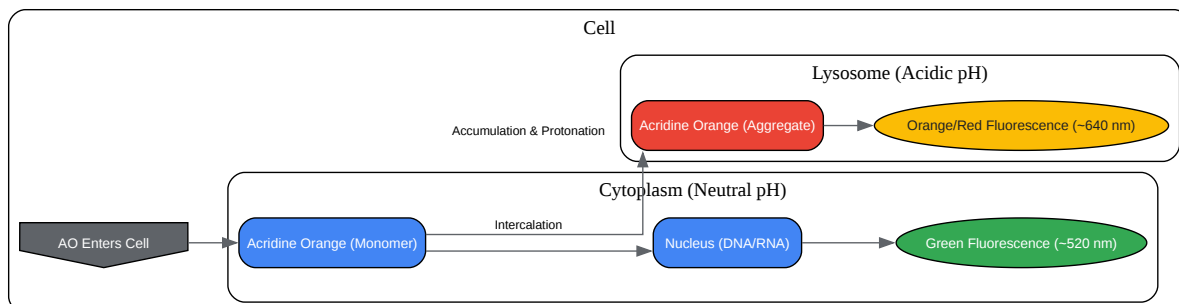 Cell
Lysosome (Acidic pH)
Acridine Orange (Aggregate)
Orange/Red Fluorescence (~640 nm)
Accumulation & Protonation
Cytoplasm (Neutral pH)
AO Enters Cell
Acridine Orange (Monomer)
Intercalation
Nucleus (DNA/RNA)
Green Fluorescence (~520 nm)